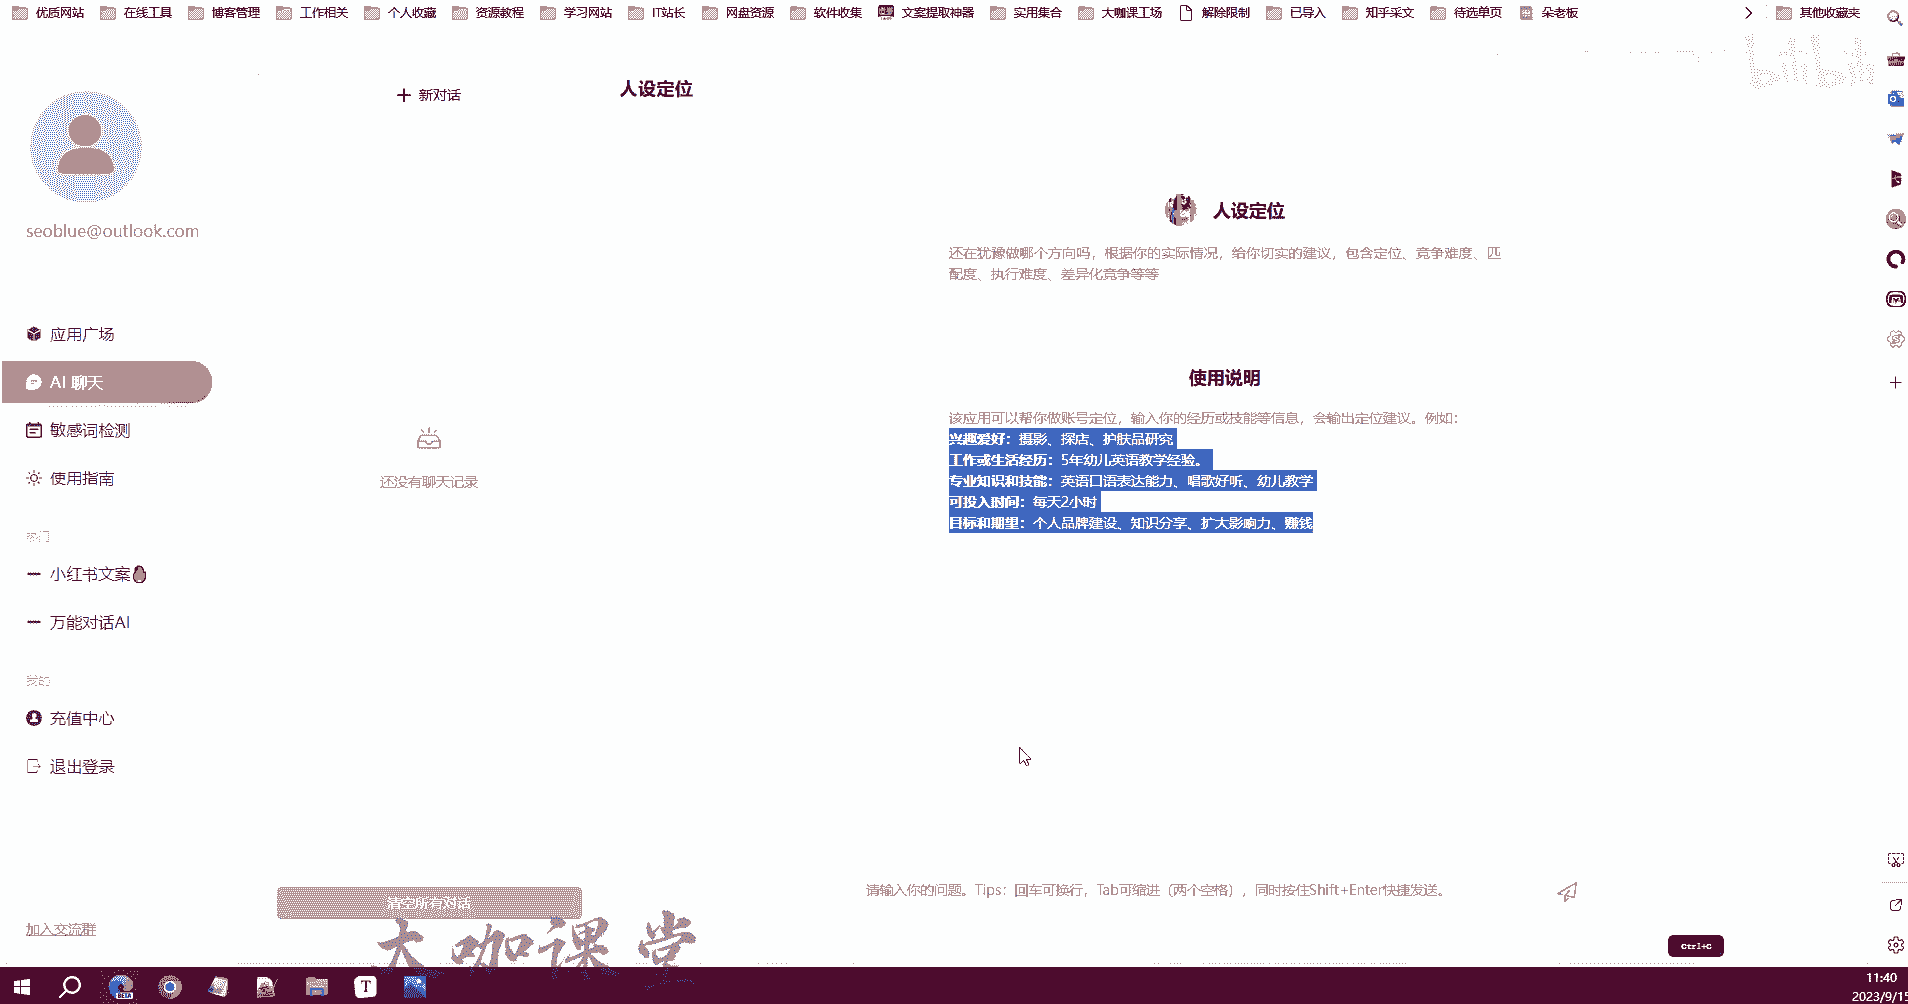 优质网站 在线工具 博客管理 工作相关 个人收藏 资源教程 学习网站 IT站长 网盘资源 软件收集 文案提取神器 实用集合 大咖课工场 解除限制 已导入 知乎采文 待选单页 朵老板 其他收藏夹
bilibili
seoblue@outlook.com
应用广场
AI 聊天
敏感词检测
使用指南
热门
小红书文案
万能对话AI
我的
充值中心
退出登录
加入交流群
新对话
还没有聊天记录
清空所有对话
人设定位
人设定位
还在犹豫做哪个方向吗，根据你的实际情况，给你切实的建议，包含定位、竞争难度、匹
配度、执行难度、差异化竞争等等
使用说明
该应用可以帮你做账号定位，输入你的经历或技能等信息，会输出定位建议。例如：
兴趣爱好：摄影、探店、护肤品研究
工作或生活经历：5年幼儿英语教学经验。
专业知识和技能：英语口语表达能力、唱歌好听、幼儿教学
可投入时间：每天2小时
目标和期望：个人品牌建设、知识分享、扩大影响力、赚钱
请输入你的问题。Tips：回车可换行，Tab可缩进（两个空格），同时按住Shift+Enter快捷发送。
Ctrl+C
大咖课堂
BETA
T
11:40
2023/9/15